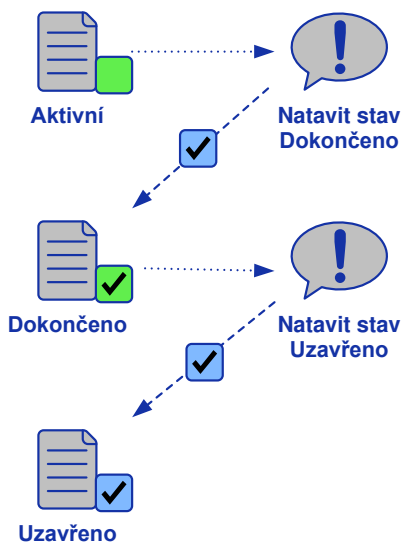 Aktivní
Natavit stav
Dokončeno
Dokončeno
Natavit stav
Uzavřeno
Uzavřeno